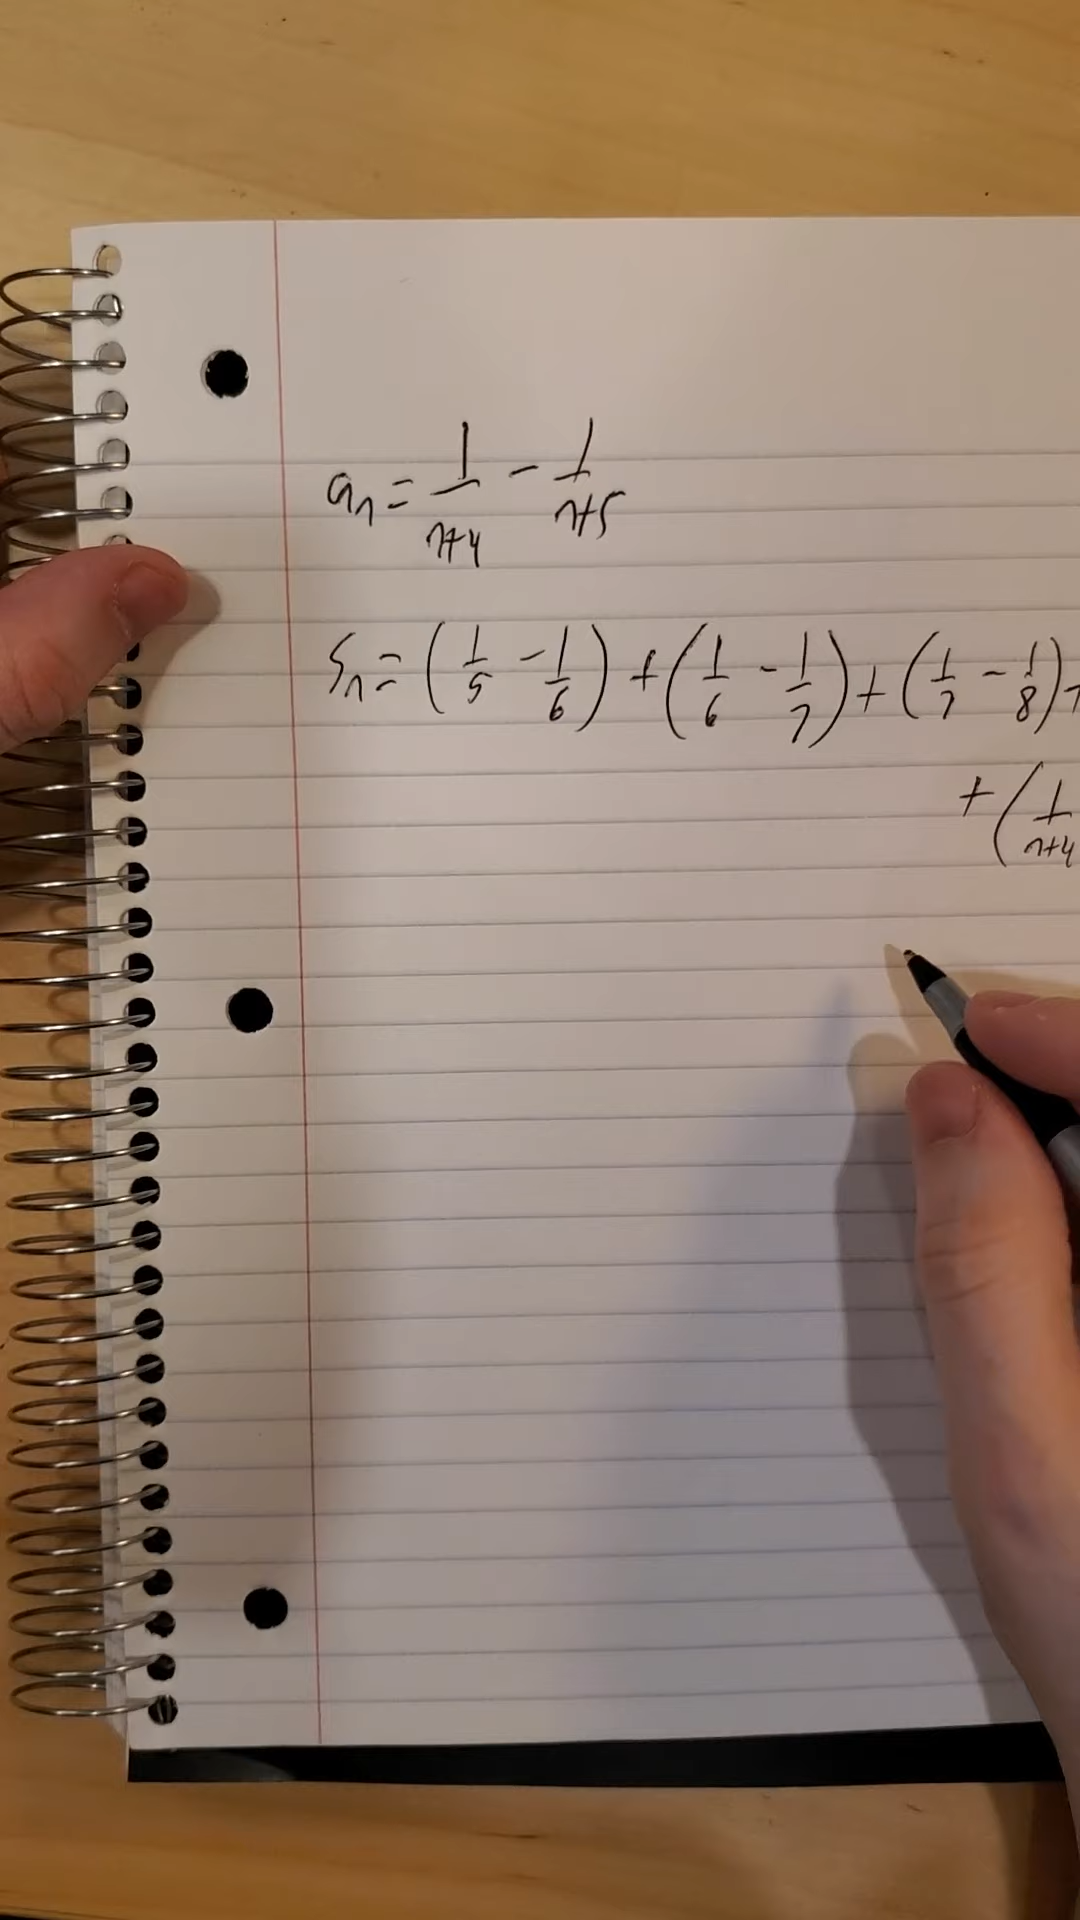 aₙ = 1/(n+4) - 1/(n+5)
Sₙ = (1/5 - 1/6) + (1/6 - 1/7) + (1/7 - 1/8) +
+ (1/(n+4)